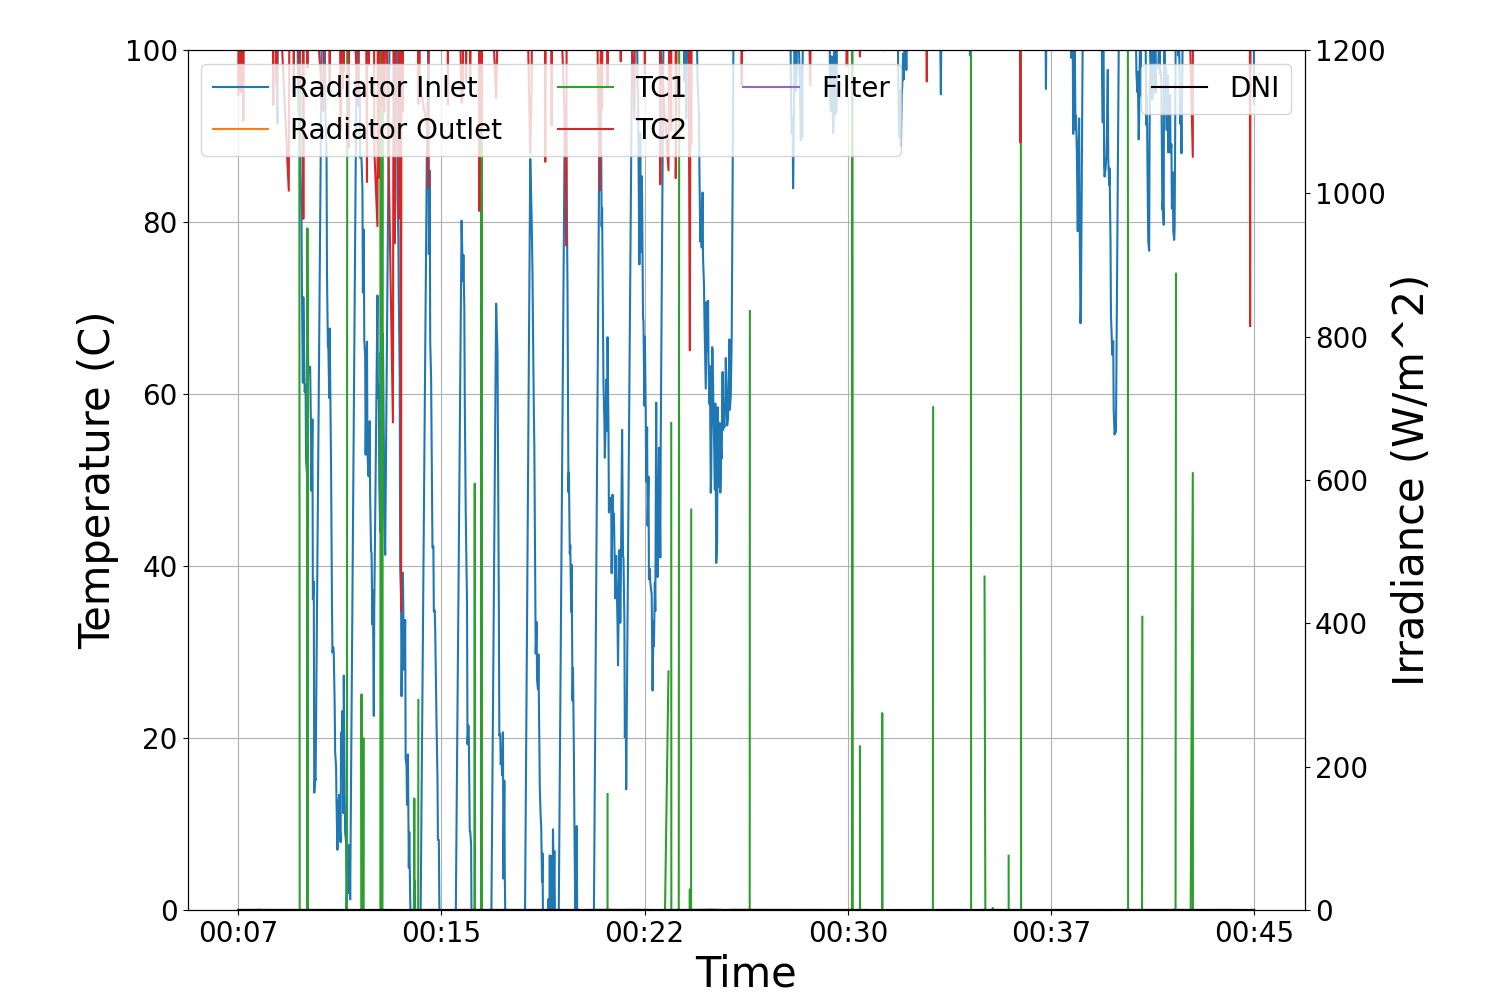 Radiator Inlet
Radiator Outlet
TC1
TC2
Filter
DNI
Temperature (C)
100
80
60
40
20
0
1200
1000
800
600
400
200
0
Irradiance (W/m^2)
00:07 00:15 00:22 00:30 00:37 00:45
Time